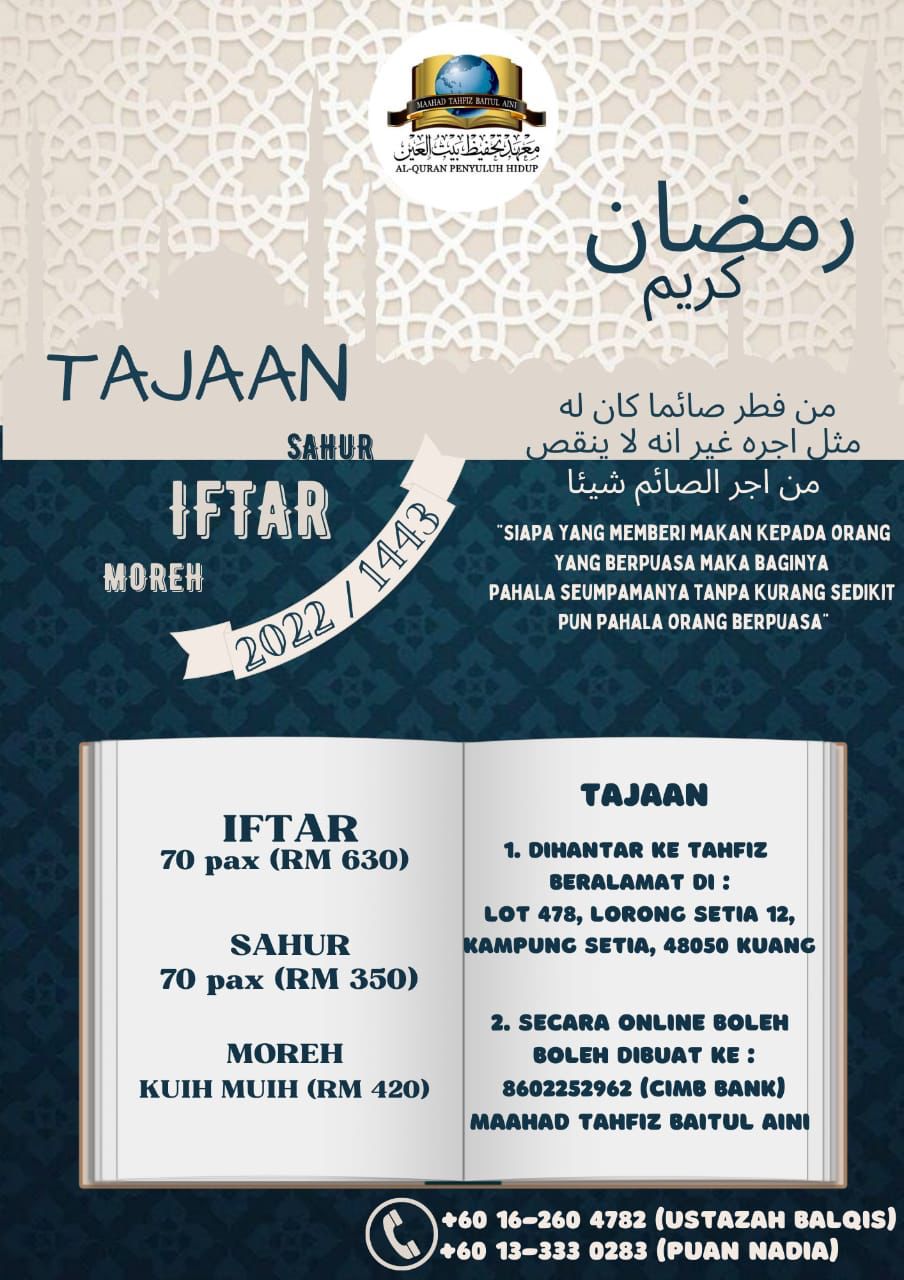 MAAHAD TAHFIZ BAITUL AINI
معهد تحفيظ بيت العين
AL-QURAN PENYULUH HIDUP
رمضان
كريم
TAJAAN
SAHUR
IFTAR
MOREH
2022 / 1443
من فطر صائما كان له
مثل اجره غير انه لا ينقص
من اجر الصائم شيئا
"SIAPA YANG MEMBERI MAKAN KEPADA ORANG
YANG BERPUASA MAKA BAGINYA
PAHALA SEUMPAMANYA TANPA KURANG SEDIKIT
PUN PAHALA ORANG BERPUASA"
IFTAR
70 pax (RM 630)
SAHUR
70 pax (RM 350)
MOREH
KUIH MUIH (RM 420)
TAJAAN
1. DIHANTAR KE TAHFIZ
BERALAMAT DI :
LOT 478, LORONG SETIA 12,
KAMPUNG SETIA, 48050 KUANG
2. SECARA ONLINE BOLEH
BOLEH DIBUAT KE :
8602252962 (CIMB BANK)
MAAHAD TAHFIZ BAITUL AINI
+60 16-260 4782 (USTAZAH BALQIS)
+60 13-333 0283 (PUAN NADIA)